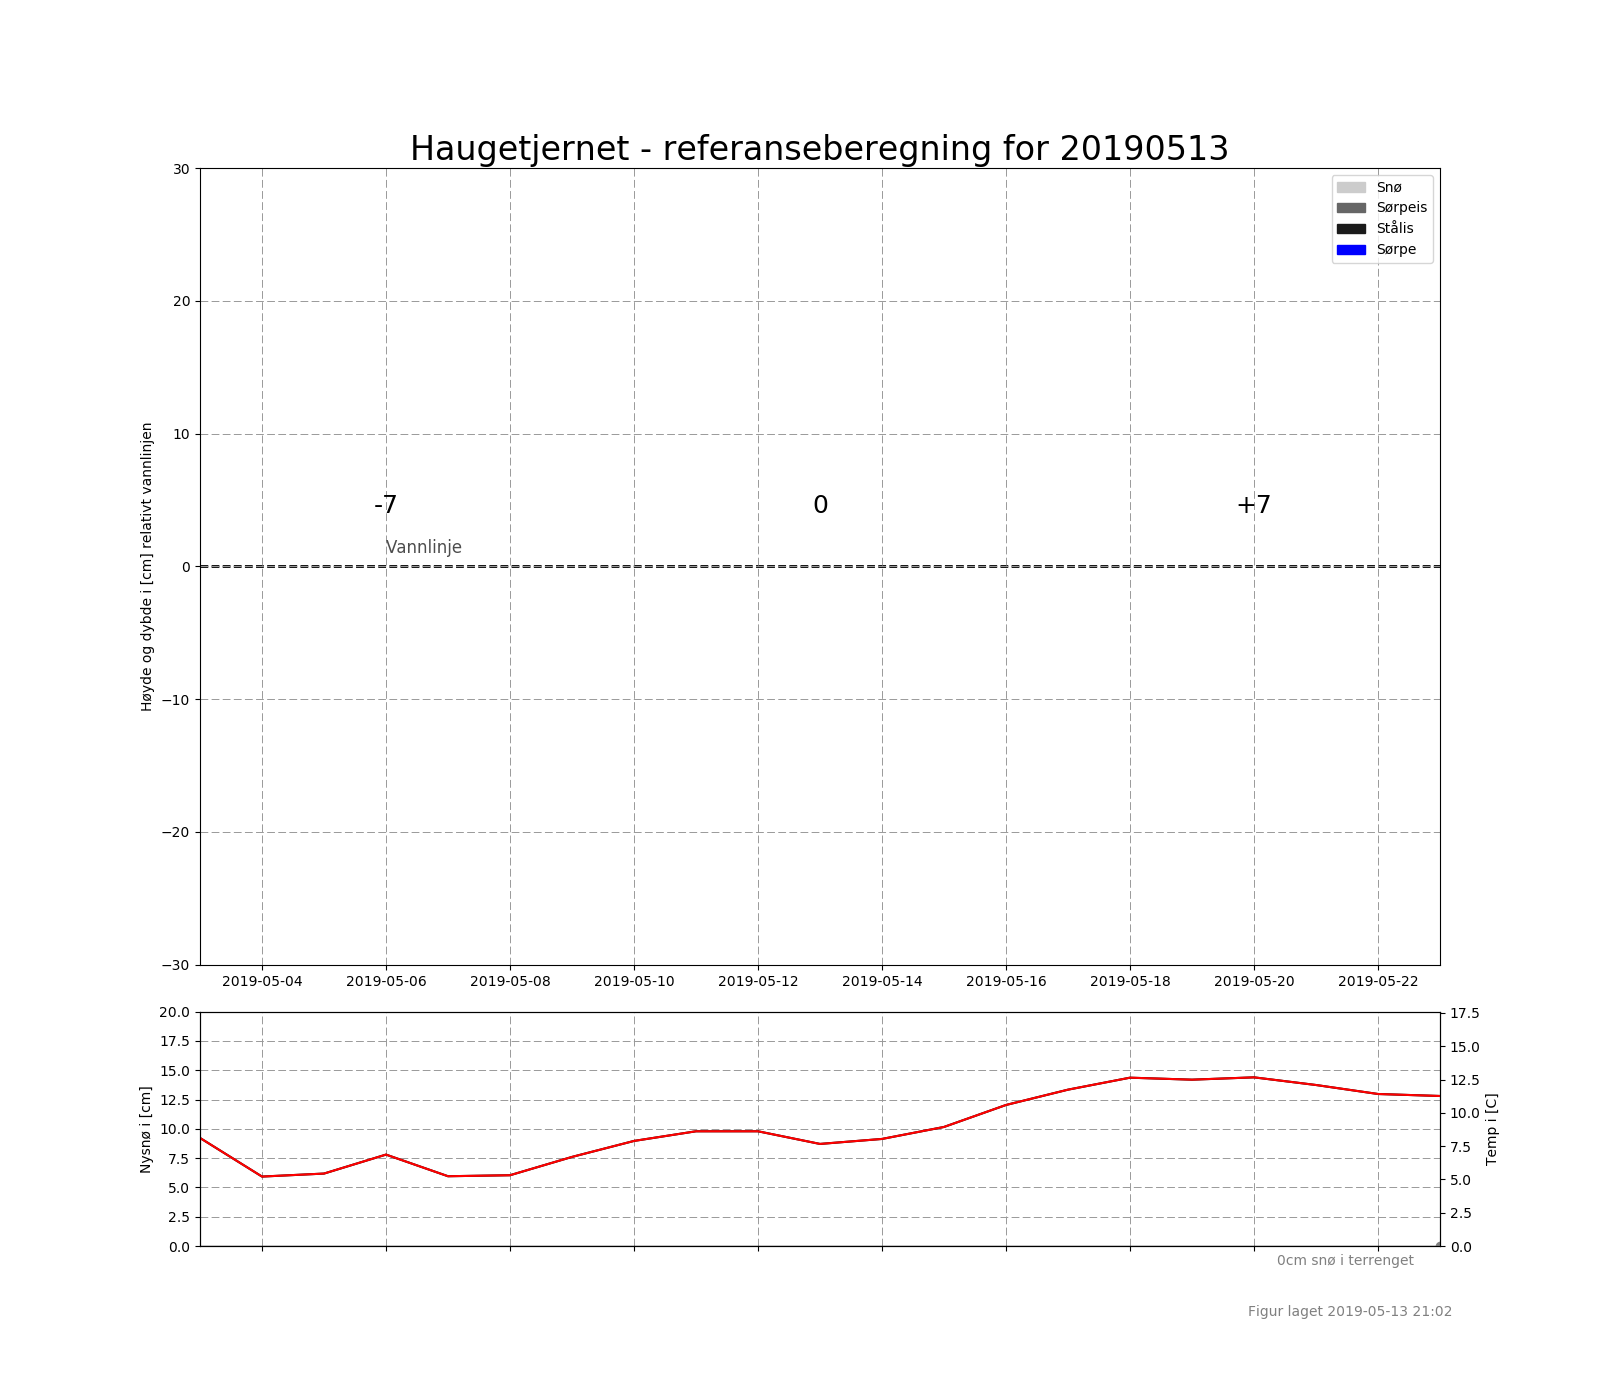 Haugetjernet - referanseberegning for 20190513
30
20
10
0
−10
−20
−30
Høyde og dybde i [cm] relativt vannlinjen
Snø
Sørpeis
Stålis
Sørpe
-7
0
+7
Vannlinje
2019-05-04 2019-05-06 2019-05-08 2019-05-10 2019-05-12 2019-05-14 2019-05-16 2019-05-18 2019-05-20 2019-05-22
20.0
17.5
15.0
12.5
10.0
7.5
5.0
2.5
0.0
Nysnø i [cm]
17.5
15.0
12.5
10.0
7.5
5.0
2.5
0.0
Temp i [C]
0cm snø i terrenget
Figur laget 2019-05-13 21:02